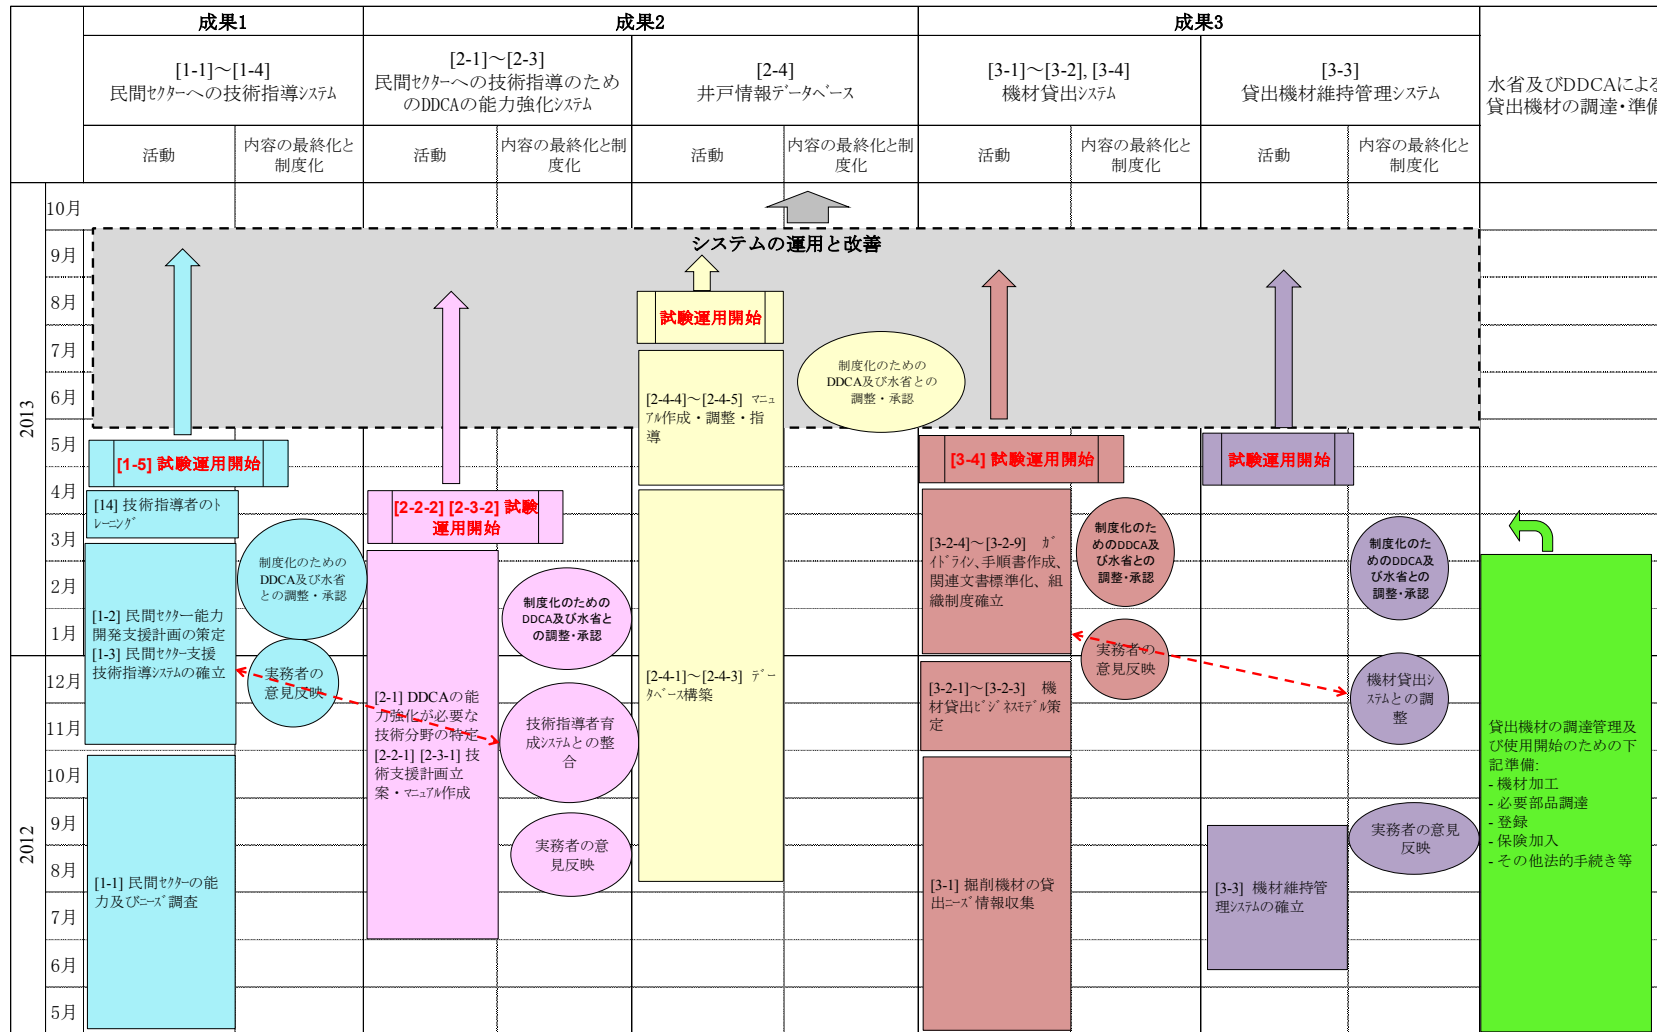 成果1
成果2
成果3
[1-1]～[1-4]
民間セクターへの技術指導システム
[2-1]～[2-3]
民間セクターへの技術指導のため
のDDCAの能力強化システム
[2-4]
井戸情報データベース
[3-1]～[3-2], [3-4]
機材貸出システム
[3-3]
貸出機材維持管理システム
水省及びDDCAによる
貸出機材の調達・準備
活動
内容の最終化と
制度化
活動
内容の最終化と制
度化
活動
内容の最終化と制
度化
活動
内容の最終化と
制度化
活動
内容の最終化と
制度化
2013
10月
9月
8月
7月
6月
5月
4月
3月
2月
1月
2012
12月
11月
10月
9月
8月
7月
6月
5月
システムの運用と改善
[1-5] 試験運用開始
[14] 技術指導者のト
レーニング
[1-2] 民間セクター能力
開発支援計画の策定
[1-3] 民間セクター支援
技術指導システムの確立
[1-1] 民間セクターの能
力及びニーズ調査
制度化のための
DDCA及び水省
との調整・承認
実務者の
意見反映
[2-2-2] [2-3-2] 試験
運用開始
[2-1] DDCAの能
力強化が必要な
技術分野の特定
[2-2-1] [2-3-1] 技
術支援計画立
案・マニュアル作成
制度化のための
DDCA及び水省と
の調整・承認
技術指導者育
成システムとの整
合
実務者の意
見反映
試験運用開始
[2-4-4]～[2-4-5] マニュ
アル作成・調整・指
導
[2-4-1]～[2-4-3] デー
タベース構築
制度化のための
DDCA及び水省との
調整・承認
[3-4] 試験運用開始
[3-2-4]～[3-2-9] ガ
イドライン、手順書作成、
関連文書標準化、組
織制度確立
[3-2-1]～[3-2-3] 機
材貸出ビジネスモデル策
定
[3-1] 掘削機材の貸
出ニーズ情報収集
制度化のた
めのDDCA及
び水省との
調整・承認
実務者の
意見反映
試験運用開始
[3-3] 機材維持管
理システムの確立
制度化のた
めのDDCA及
び水省との
調整・承認
機材貸出シ
ステムとの調
整
実務者の意見
反映
貸出機材の調達管理及
び使用開始のための下
記準備:
- 機材加工
- 必要部品調達
- 登録
- 保険加入
- その他法的手続き等